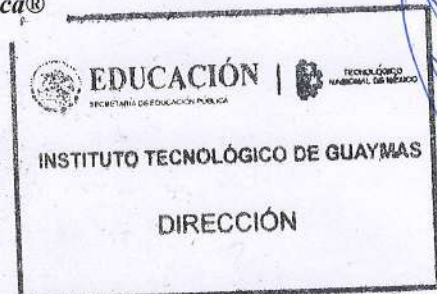 ca®
EDUCACIÓN
SECRETARÍA DE EDUCACIÓN PÚBLICA
TECNOLÓGICO
NACIONAL DE MÉXICO
INSTITUTO TECNOLÓGICO DE GUAYMAS
DIRECCIÓN